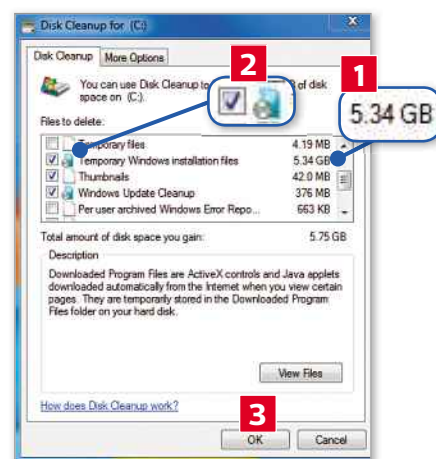 Disk Cleanup for (C:)
Disk Cleanup More Options
You can use Disk Cleanup to B of disk
space on (C:).
Files to delete:
Temporary files 4.19 MB
Temporary Windows installation files 5.34 GB
Thumbnails 42.0 MB
Windows Update Cleanup 376 MB
Per user archived Windows Error Repo... 663 KB
2
1
5.34 GB
Total amount of disk space you gain: 5.75 GB
Description
Downloaded Program Files are ActiveX controls and Java applets
downloaded automatically from the Internet when you view certain
pages. They are temporarily stored in the Downloaded Program
Files folder on your hard disk.
View Files
How does Disk Cleanup work?
3
OK Cancel